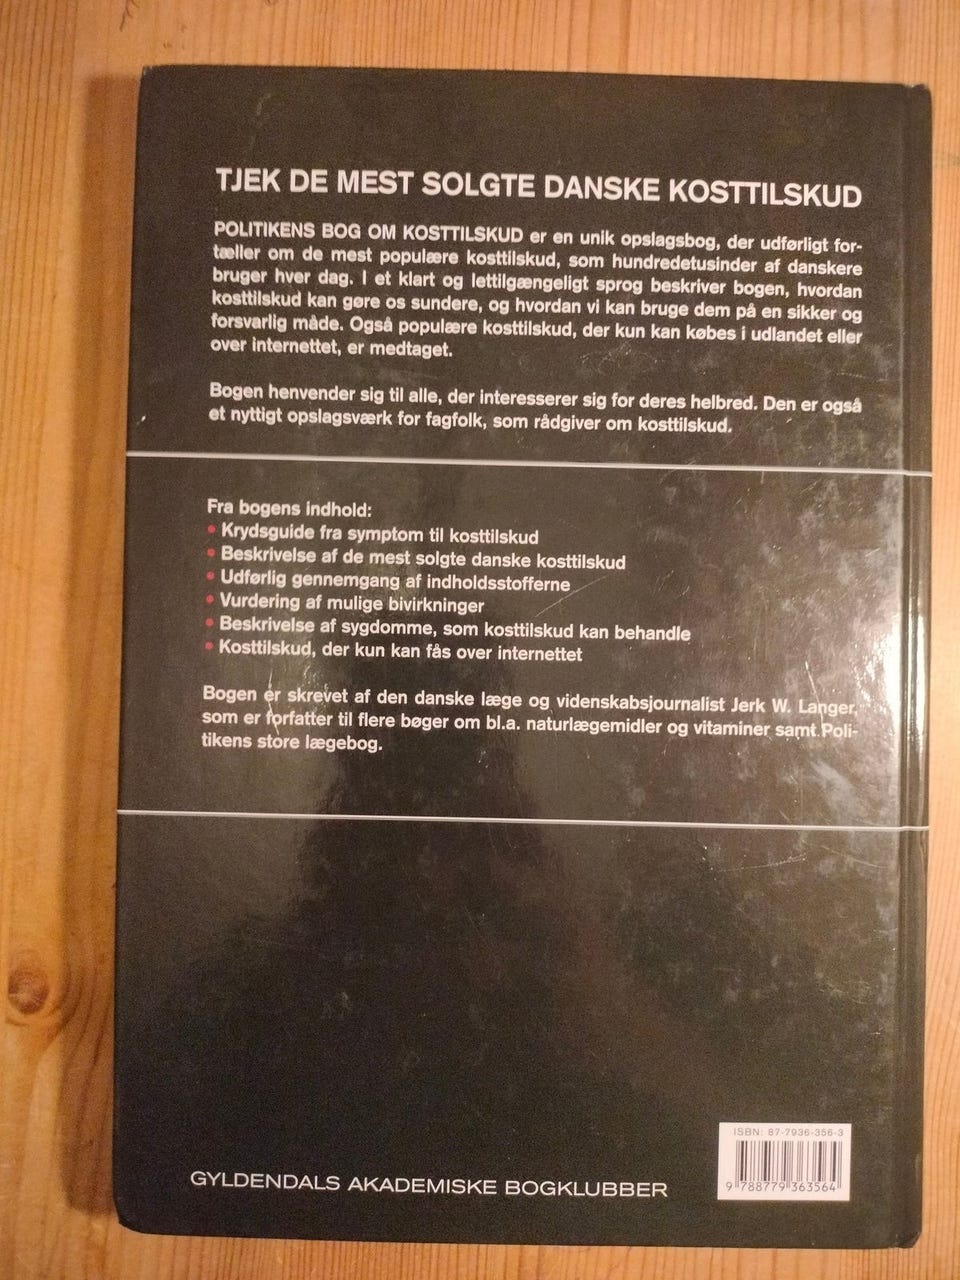 TJEK DE MEST SOLGTE DANSKE KOSTTILSKUD
POLITIKENS BOG OM KOSTTILSKUD er en unik opslagsbog, der udførligt for-
tæller om de mest populære kosttilskud, som hundredetusinder af danskere
bruger hver dag. I et klart og lettilgængeligt sprog beskriver bogen, hvordan
kosttilskud kan gøre os sundere, og hvordan vi kan bruge dem på en sikker og
forsvarlig måde. Også populære kosttilskud, der kun kan købes i udlandet eller
over internettet, er medtaget.
Bogen henvender sig til alle, der interesserer sig for deres helbred. Den er også
et nyttigt opslagsværk for fagfolk, som rådgiver om kosttilskud.
Fra bogens indhold:
• Krydsguide fra symptom til kosttilskud
• Beskrivelse af de mest solgte danske kosttilskud
• Udførlig gennemgang af indholdsstofferne
• Vurdering af mulige bivirkninger
• Beskrivelse af sygdomme, som kosttilskud kan behandle
• Kosttilskud, der kun kan fås over internettet
Bogen er skrevet af den danske læge og videnskabsjournalist Jerk W. Langer,
som er forfatter til flere bøger om bl.a. naturlægemidler og vitaminer samt Poli-
tikens store lægebog.
ISBN: 87-7936-356-3
9 788779 363564
GYLDENDALS AKADEMISKE BOGKLUBBER